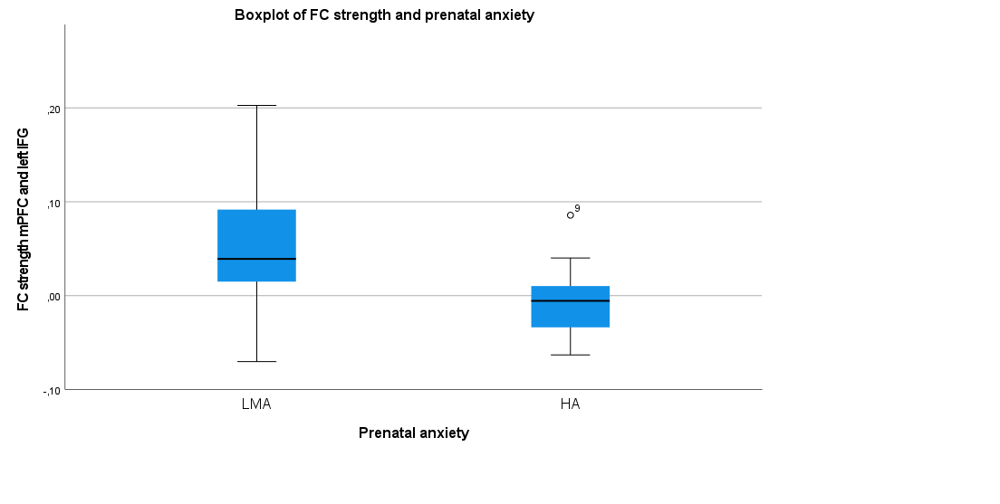 Boxplot of FC strength and prenatal anxiety
FC strength mPFC and left IFG
,20
,10
,00
-,10
9
LMA
HA
Prenatal anxiety